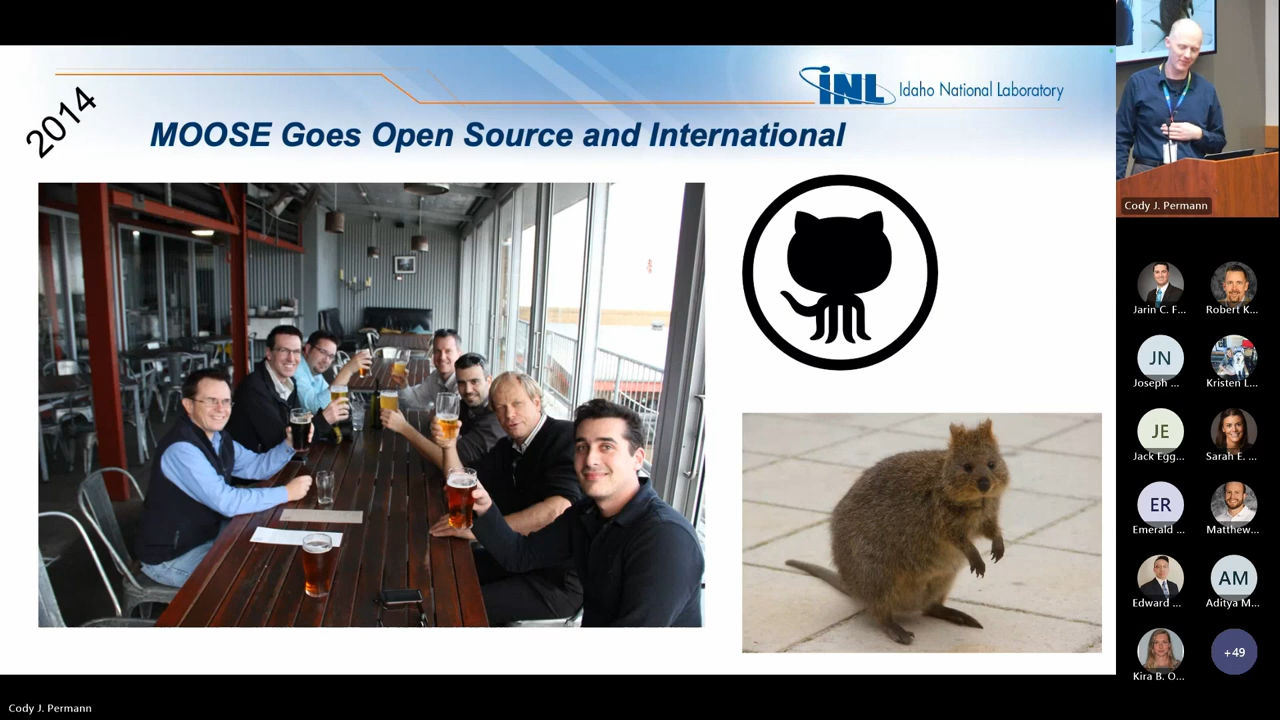 2014
INL Idaho National Laboratory
MOOSE Goes Open Source and International
Cody J. Permann
Jarin C. F...
Robert K...
JN
Joseph ...
Kristen L...
JE
Jack Egg...
Sarah E. ...
ER
Emerald ...
Matthew...
Edward ...
AM
Aditya M...
Kira B. O...
+49
Cody J. Permann